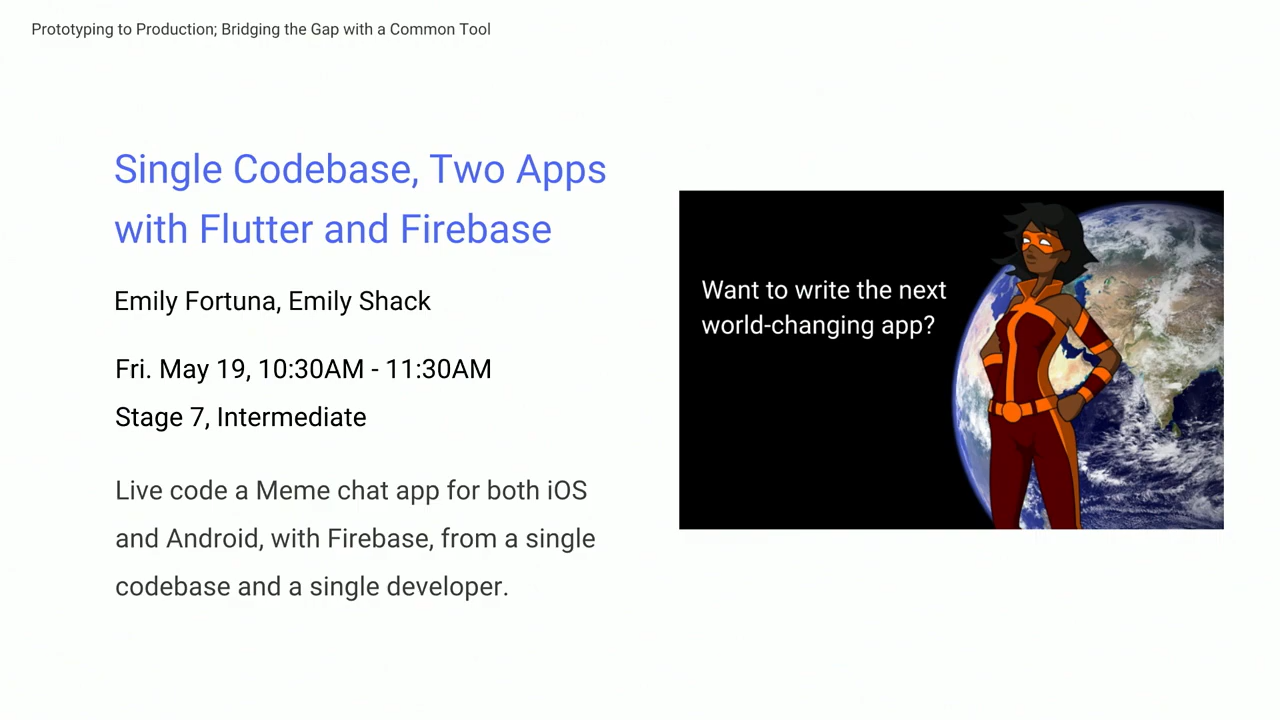 Prototyping to Production; Bridging the Gap with a Common Tool
Single Codebase, Two Apps
with Flutter and Firebase
Emily Fortuna, Emily Shack
Fri. May 19, 10:30AM - 11:30AM
Stage 7, Intermediate
Live code a Meme chat app for both iOS
and Android, with Firebase, from a single
codebase and a single developer.
Want to write the next
world-changing app?